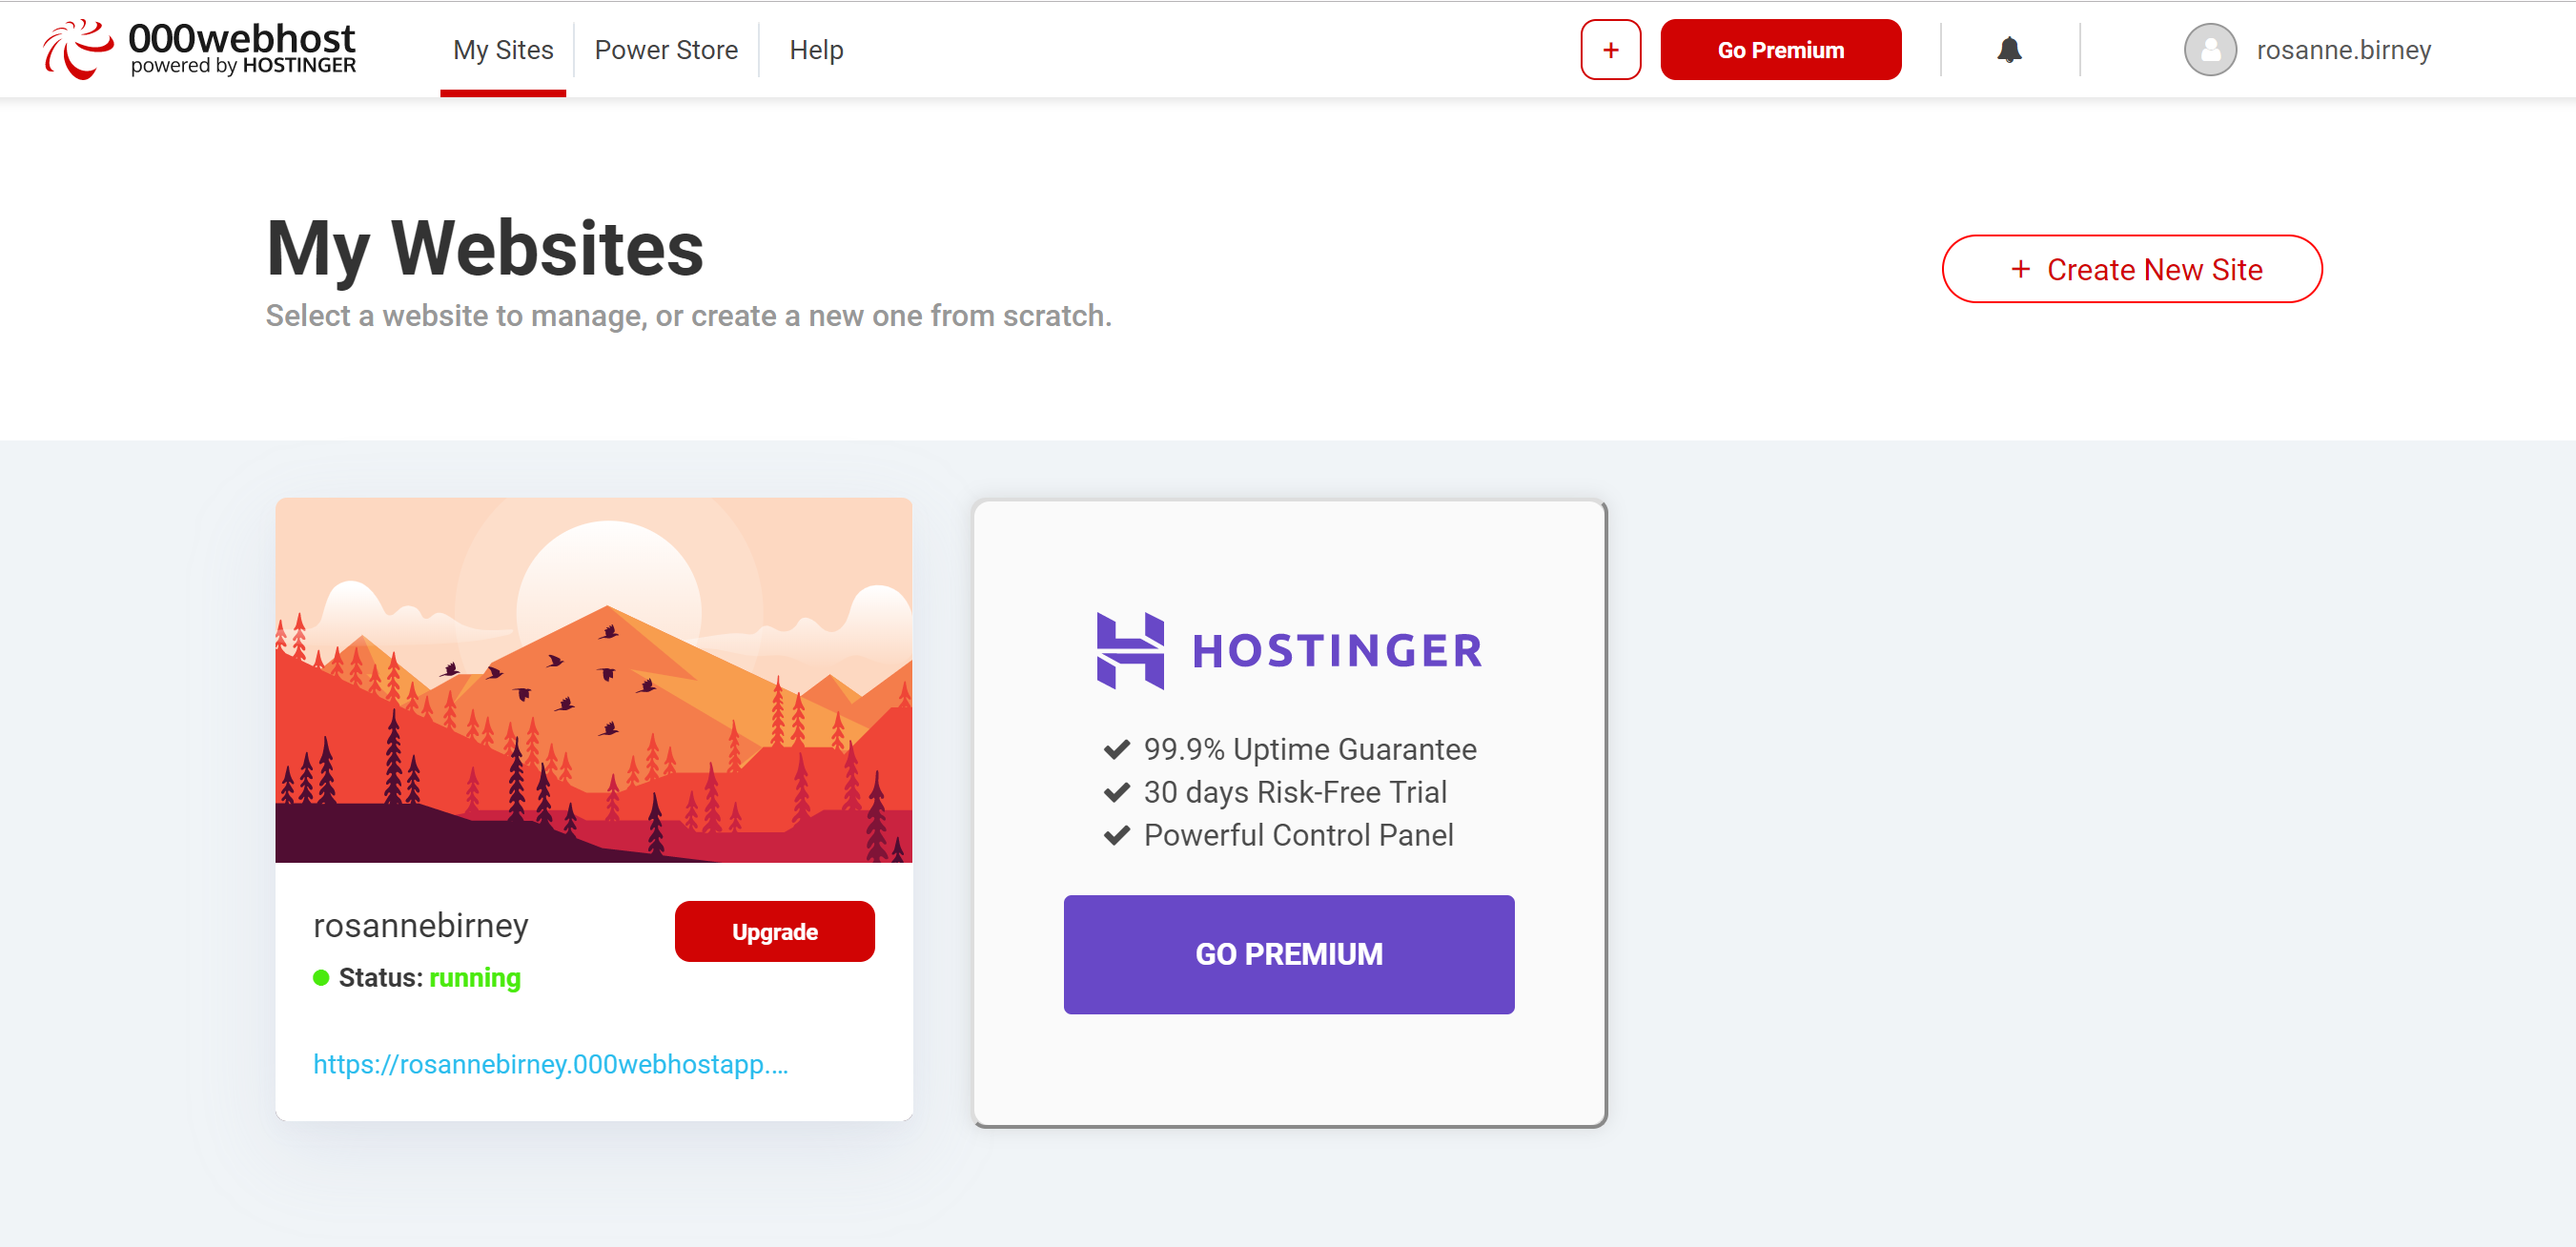 000webhost
powered by HOSTINGER
My Sites
Power Store
Help
+
Go Premium
rosanne.birney
My Websites
Select a website to manage, or create a new one from scratch.
+ Create New Site
rosannebirney
Upgrade
Status: running
https://rosannebirney.000webhostapp....
HOSTINGER
99.9% Uptime Guarantee
30 days Risk-Free Trial
Powerful Control Panel
GO PREMIUM